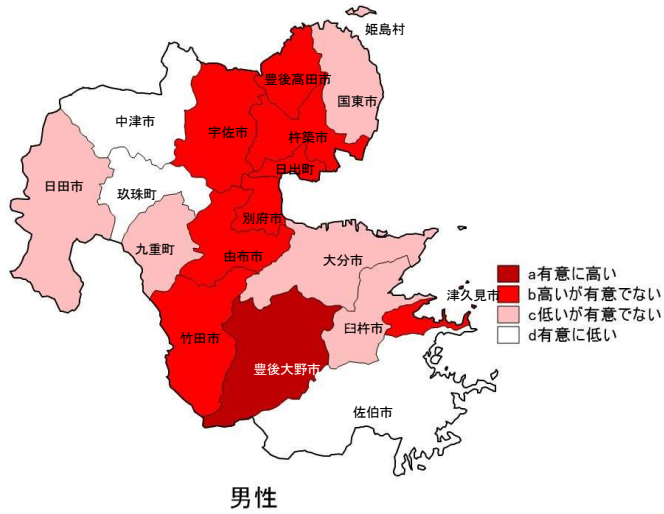 姫島村
豊後高田市
国東市
中津市
宇佐市
杵築市
日出町
日田市
玖珠町
別府市
九重町
由布市
大分市
a有意に高い
津久見市
b高いが有意でない
c低いが有意でない
臼杵市
d有意に低い
竹田市
豊後大野市
佐伯市
男性